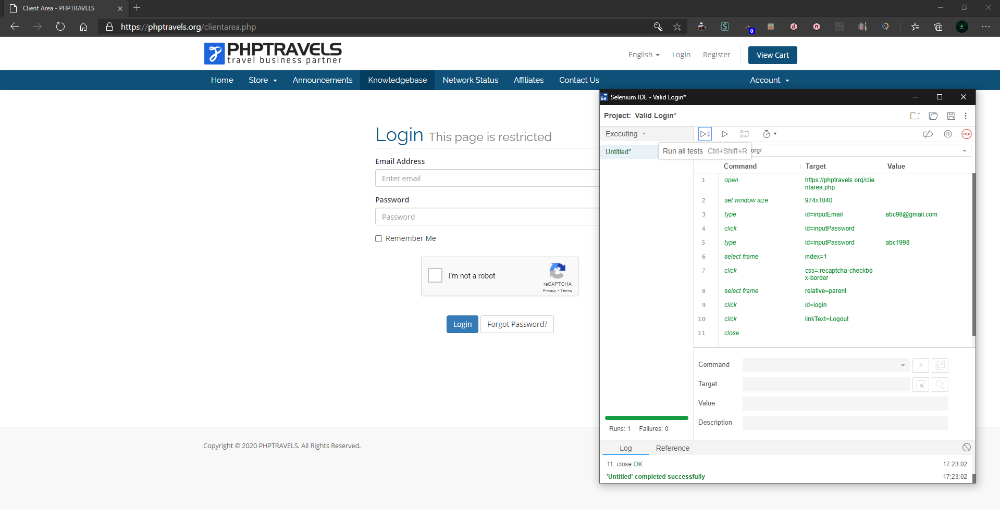 Client Area - PHPTRAVELS
https://phptravels.org/clientarea.php
0
PHPTRAVELS
travel business partner
English
Login
Register
View Cart
Home
Store
Announcements
Knowledgebase
Network Status
Affiliates
Contact Us
Account
Login This page is restricted
Email Address
Enter email
Password
Password
Remember Me
I'm not a robot
reCAPTCHA
Privacy - Terms
Login
Forgot Password?
Copyright © 2020 PHPTRAVELS. All Rights Reserved.
Se
Selenium IDE - Valid Login*
Project: Valid Login*
Executing
REC
Untitled*
Run all tests Ctrl+Shift+R
org/
Command Target Value
1 open https://phptravels.org/clie
ntarea.php
2 set window size 974x1040
3 type id=inputEmail abc98@gmail.com
4 click id=inputPassword
5 type id=inputPassword abc1998
6 select frame index=1
7 click css=.recaptcha-checkbo
x-border
8 select frame relative=parent
9 click id=login
10 click linkText=Logout
11 close
Command
//
Target
Value
Description
Runs: 1 Failures: 0
Log
Reference
11. close OK 17:23:02
'Untitled' completed successfully 17:23:02